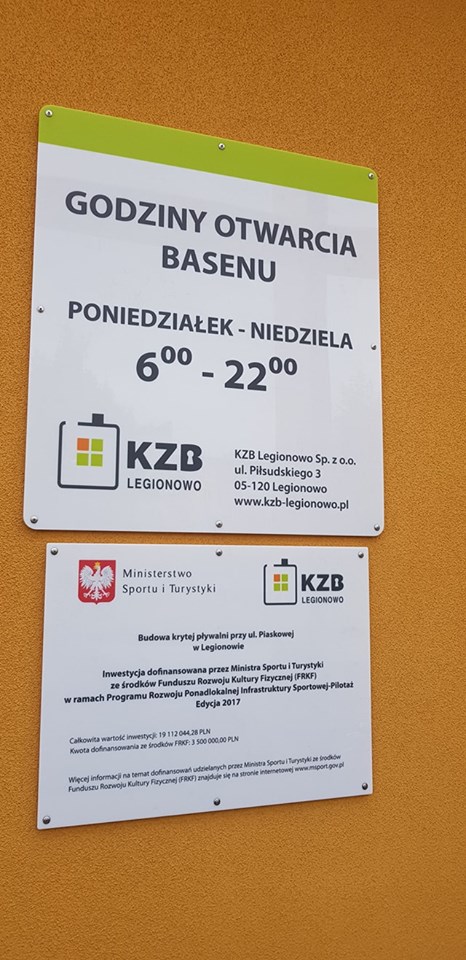 GODZINY OTWARCIA
BASENU
PONIEDZIAŁEK - NIEDZIELA
6⁰⁰ - 22⁰⁰
KZB
LEGIONOWO
KZB Legionowo Sp. z o.o.
ul. Piłsudskiego 3
05-120 Legionowo
www.kzb-legionowo.pl
Ministerstwo
Sportu i Turystyki
KZB
LEGIONOWO
Budowa krytej pływalni przy ul. Piaskowej
w Legionowie
Inwestycja dofinansowana przez Ministra Sportu i Turystyki
ze środków Funduszu Rozwoju Kultury Fizycznej (FRKF)
w ramach Programu Rozwoju Ponadlokalnej Infrastruktury Sportowej-Pilotaż
Edycja 2017
Całkowita wartość inwestycji: 19 112 044,28 PLN
Kwota dofinansowania ze środków FRKF: 3 500 000,00 PLN
Więcej informacji na temat dofinansowań udzielanych przez Ministra Sportu i Turystyki ze środków
Funduszu Rozwoju Kultury Fizycznej (FRKF) znajduje się na stronie internetowej www.msport.gov.pl